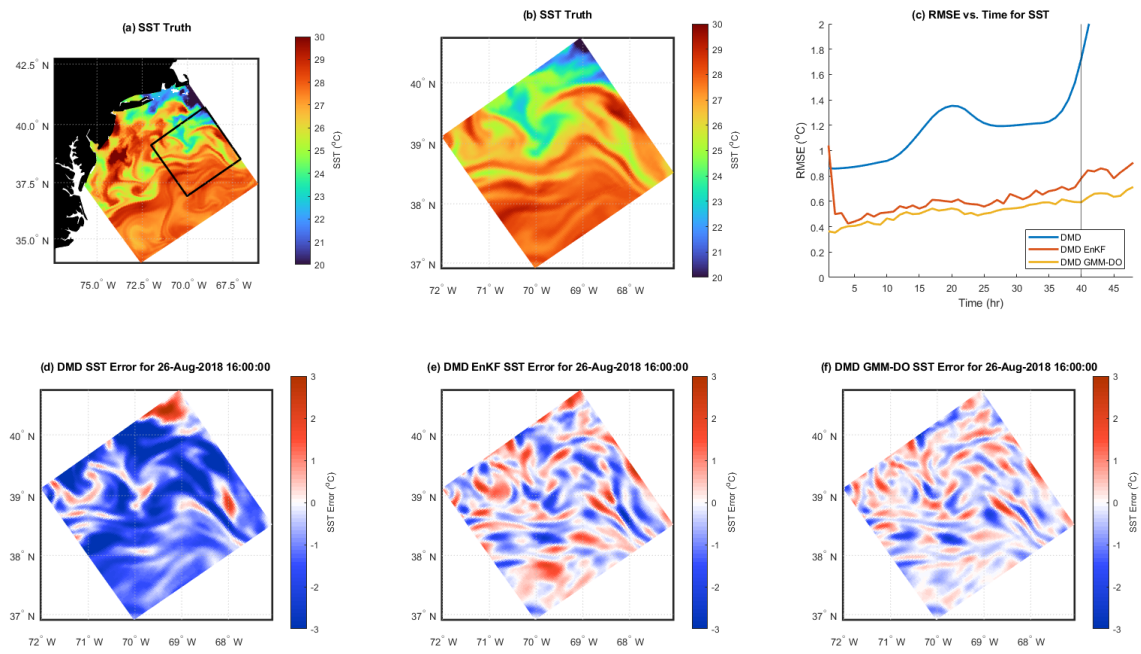 (a) SST Truth
42.5° N
40.0° N
37.5° N
35.0° N
75.0° W
72.5° W
70.0° W
67.5° W
30
29
28
27
26
25
24
23
22
21
20
SST (°C)
(b) SST Truth
40° N
39° N
38° N
37° N
72° W
71° W
70° W
69° W
68° W
30
29
28
27
26
25
24
23
22
21
20
SST (°C)
(c) RMSE vs. Time for SST
2
1.8
1.6
1.4
1.2
1
0.8
0.6
0.4
0.2
0
RMSE (°C)
5
10
15
20
25
30
35
40
45
Time (hr)
DMD
DMD EnKF
DMD GMM-DO
(d) DMD SST Error for 26-Aug-2018 16:00:00
40° N
39° N
38° N
37° N
72° W
71° W
70° W
69° W
68° W
3
2
1
0
-1
-2
-3
SST Error (°C)
(e) DMD EnKF SST Error for 26-Aug-2018 16:00:00
40° N
39° N
38° N
37° N
72° W
71° W
70° W
69° W
68° W
3
2
1
0
-1
-2
-3
SST Error (°C)
(f) DMD GMM-DO SST Error for 26-Aug-2018 16:00:00
40° N
39° N
38° N
37° N
72° W
71° W
70° W
69° W
68° W
3
2
1
0
-1
-2
-3
SST Error (°C)